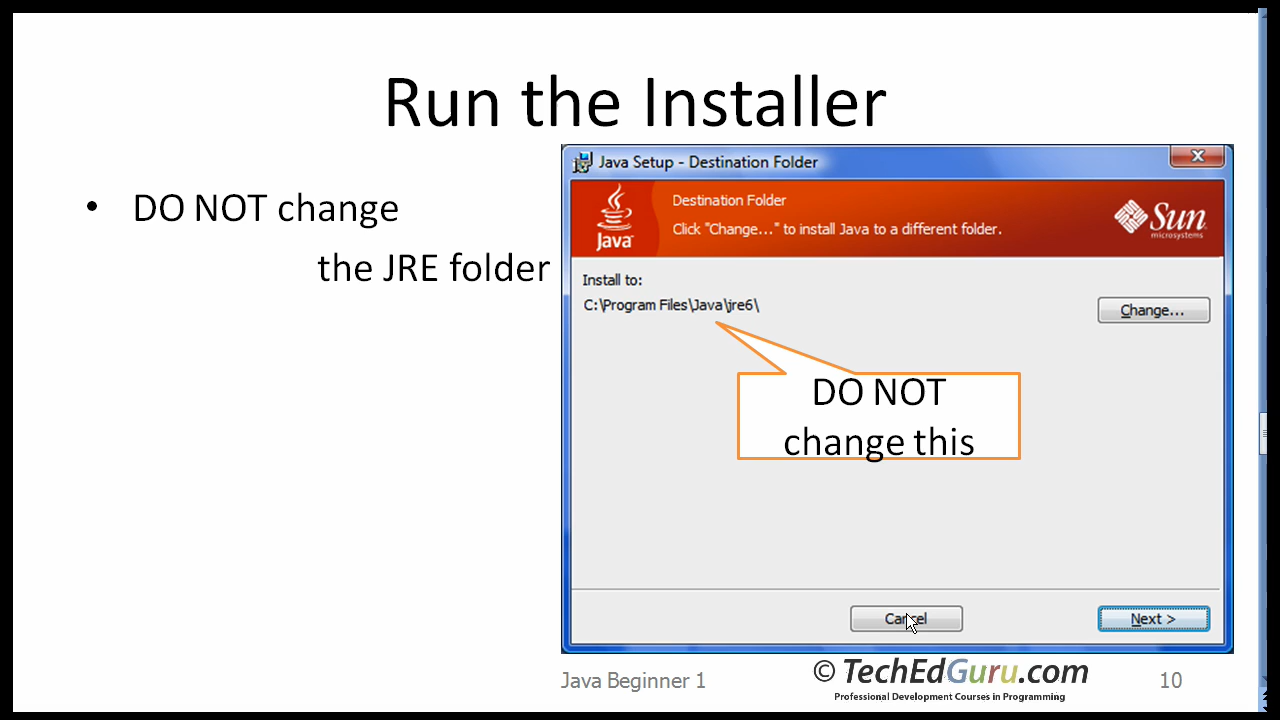 Run the Installer
• DO NOT change
the JRE folder
Java Setup - Destination Folder
Destination Folder
Click "Change..." to install Java to a different folder.
Java
Sun
microsystems
Install to:
C:\Program Files\Java\jre6\
Change...
DO NOT
change this
Cancel
Next >
Java Beginner 1
© TechEdGuru.com
Professional Development Courses in Programming
10